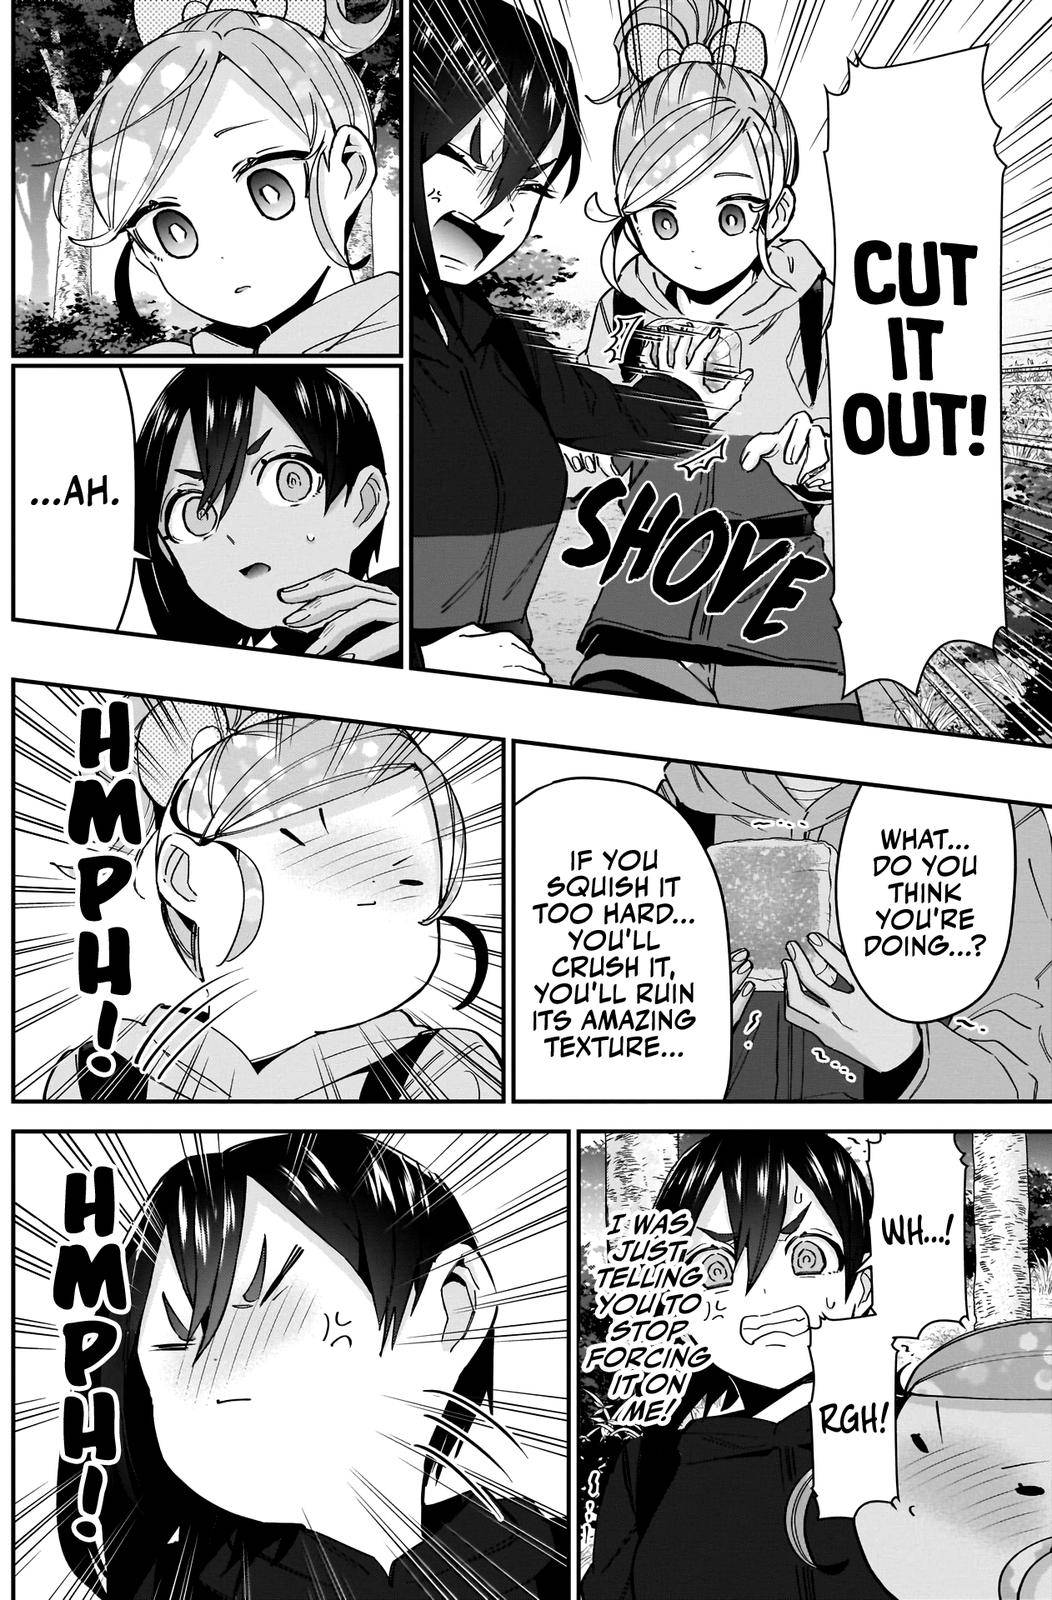 CUT
IT
OUT!
SHOVE
...AH.
WHAT...
DO YOU
THINK
YOU'RE
DOING...?
IF YOU
SQUISH IT
TOO HARD...
YOU'LL
CRUSH IT,
YOU'LL RUIN
ITS AMAZING
TEXTURE...
HMPH!
WH...!
RGH!
I WAS
JUST
TELLING
YOU TO
STOP
FORCING
IT ON
ME!
HMPH!